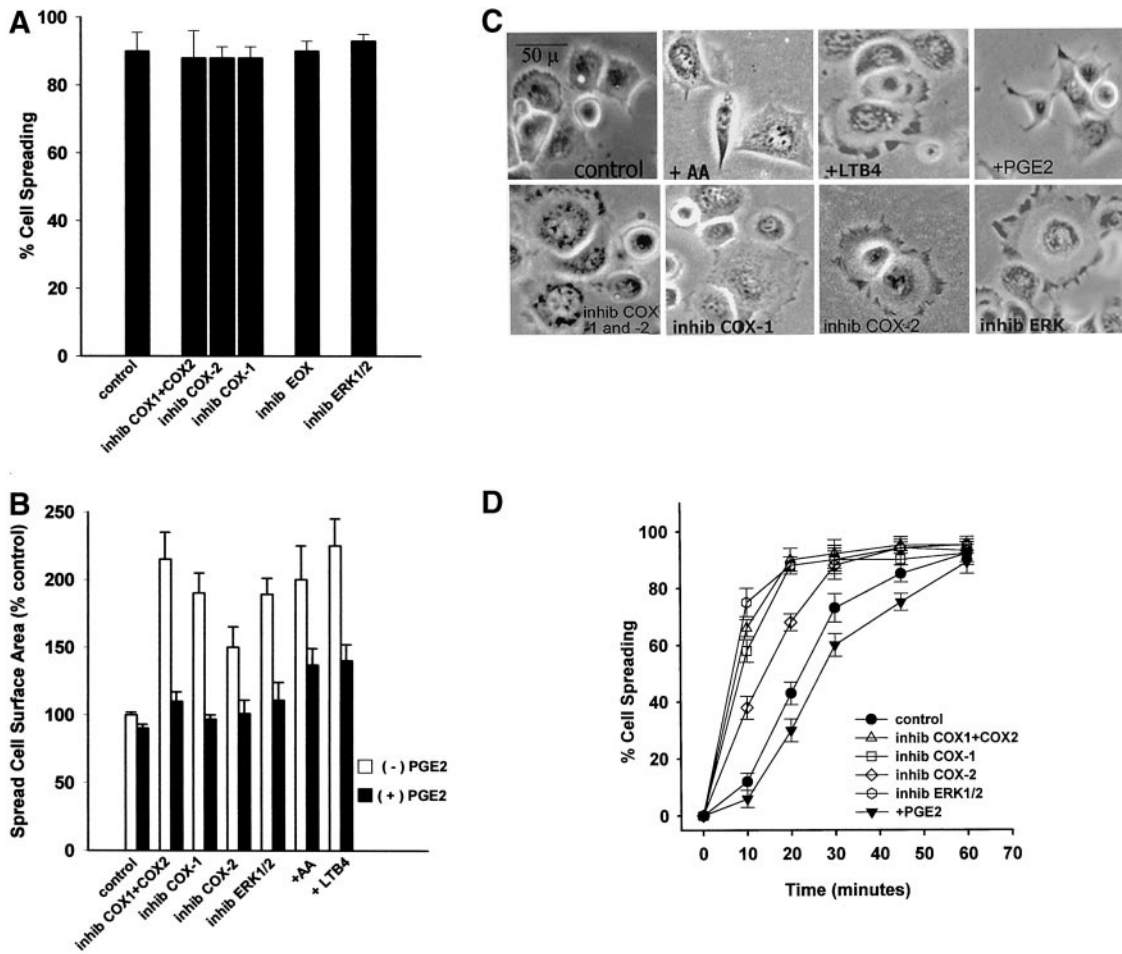 A
100
80
60
40
20
0
% Cell Spreading
control
inhib COX1+COX2
inhib COX-2
inhib COX-1
inhib EOX
inhib ERK1/2
C
50 µ
control
+ AA
+LTB4
+PGE2
inhib COX
1 and -2
inhib COX-1
inhib COX-2
inhib ERK
B
250
200
150
100
50
0
Spread Cell Surface Area (% control)
(-) PGE2
(+) PGE2
control
inhib COX1+COX2
inhib COX-1
inhib COX-2
inhib ERK1/2
+AA
+ LTB4
D
100
80
60
40
20
0
% Cell Spreading
control
inhib COX1+COX2
inhib COX-1
inhib COX-2
inhib ERK1/2
+PGE2
0 10 20 30 40 50 60 70
Time (minutes)